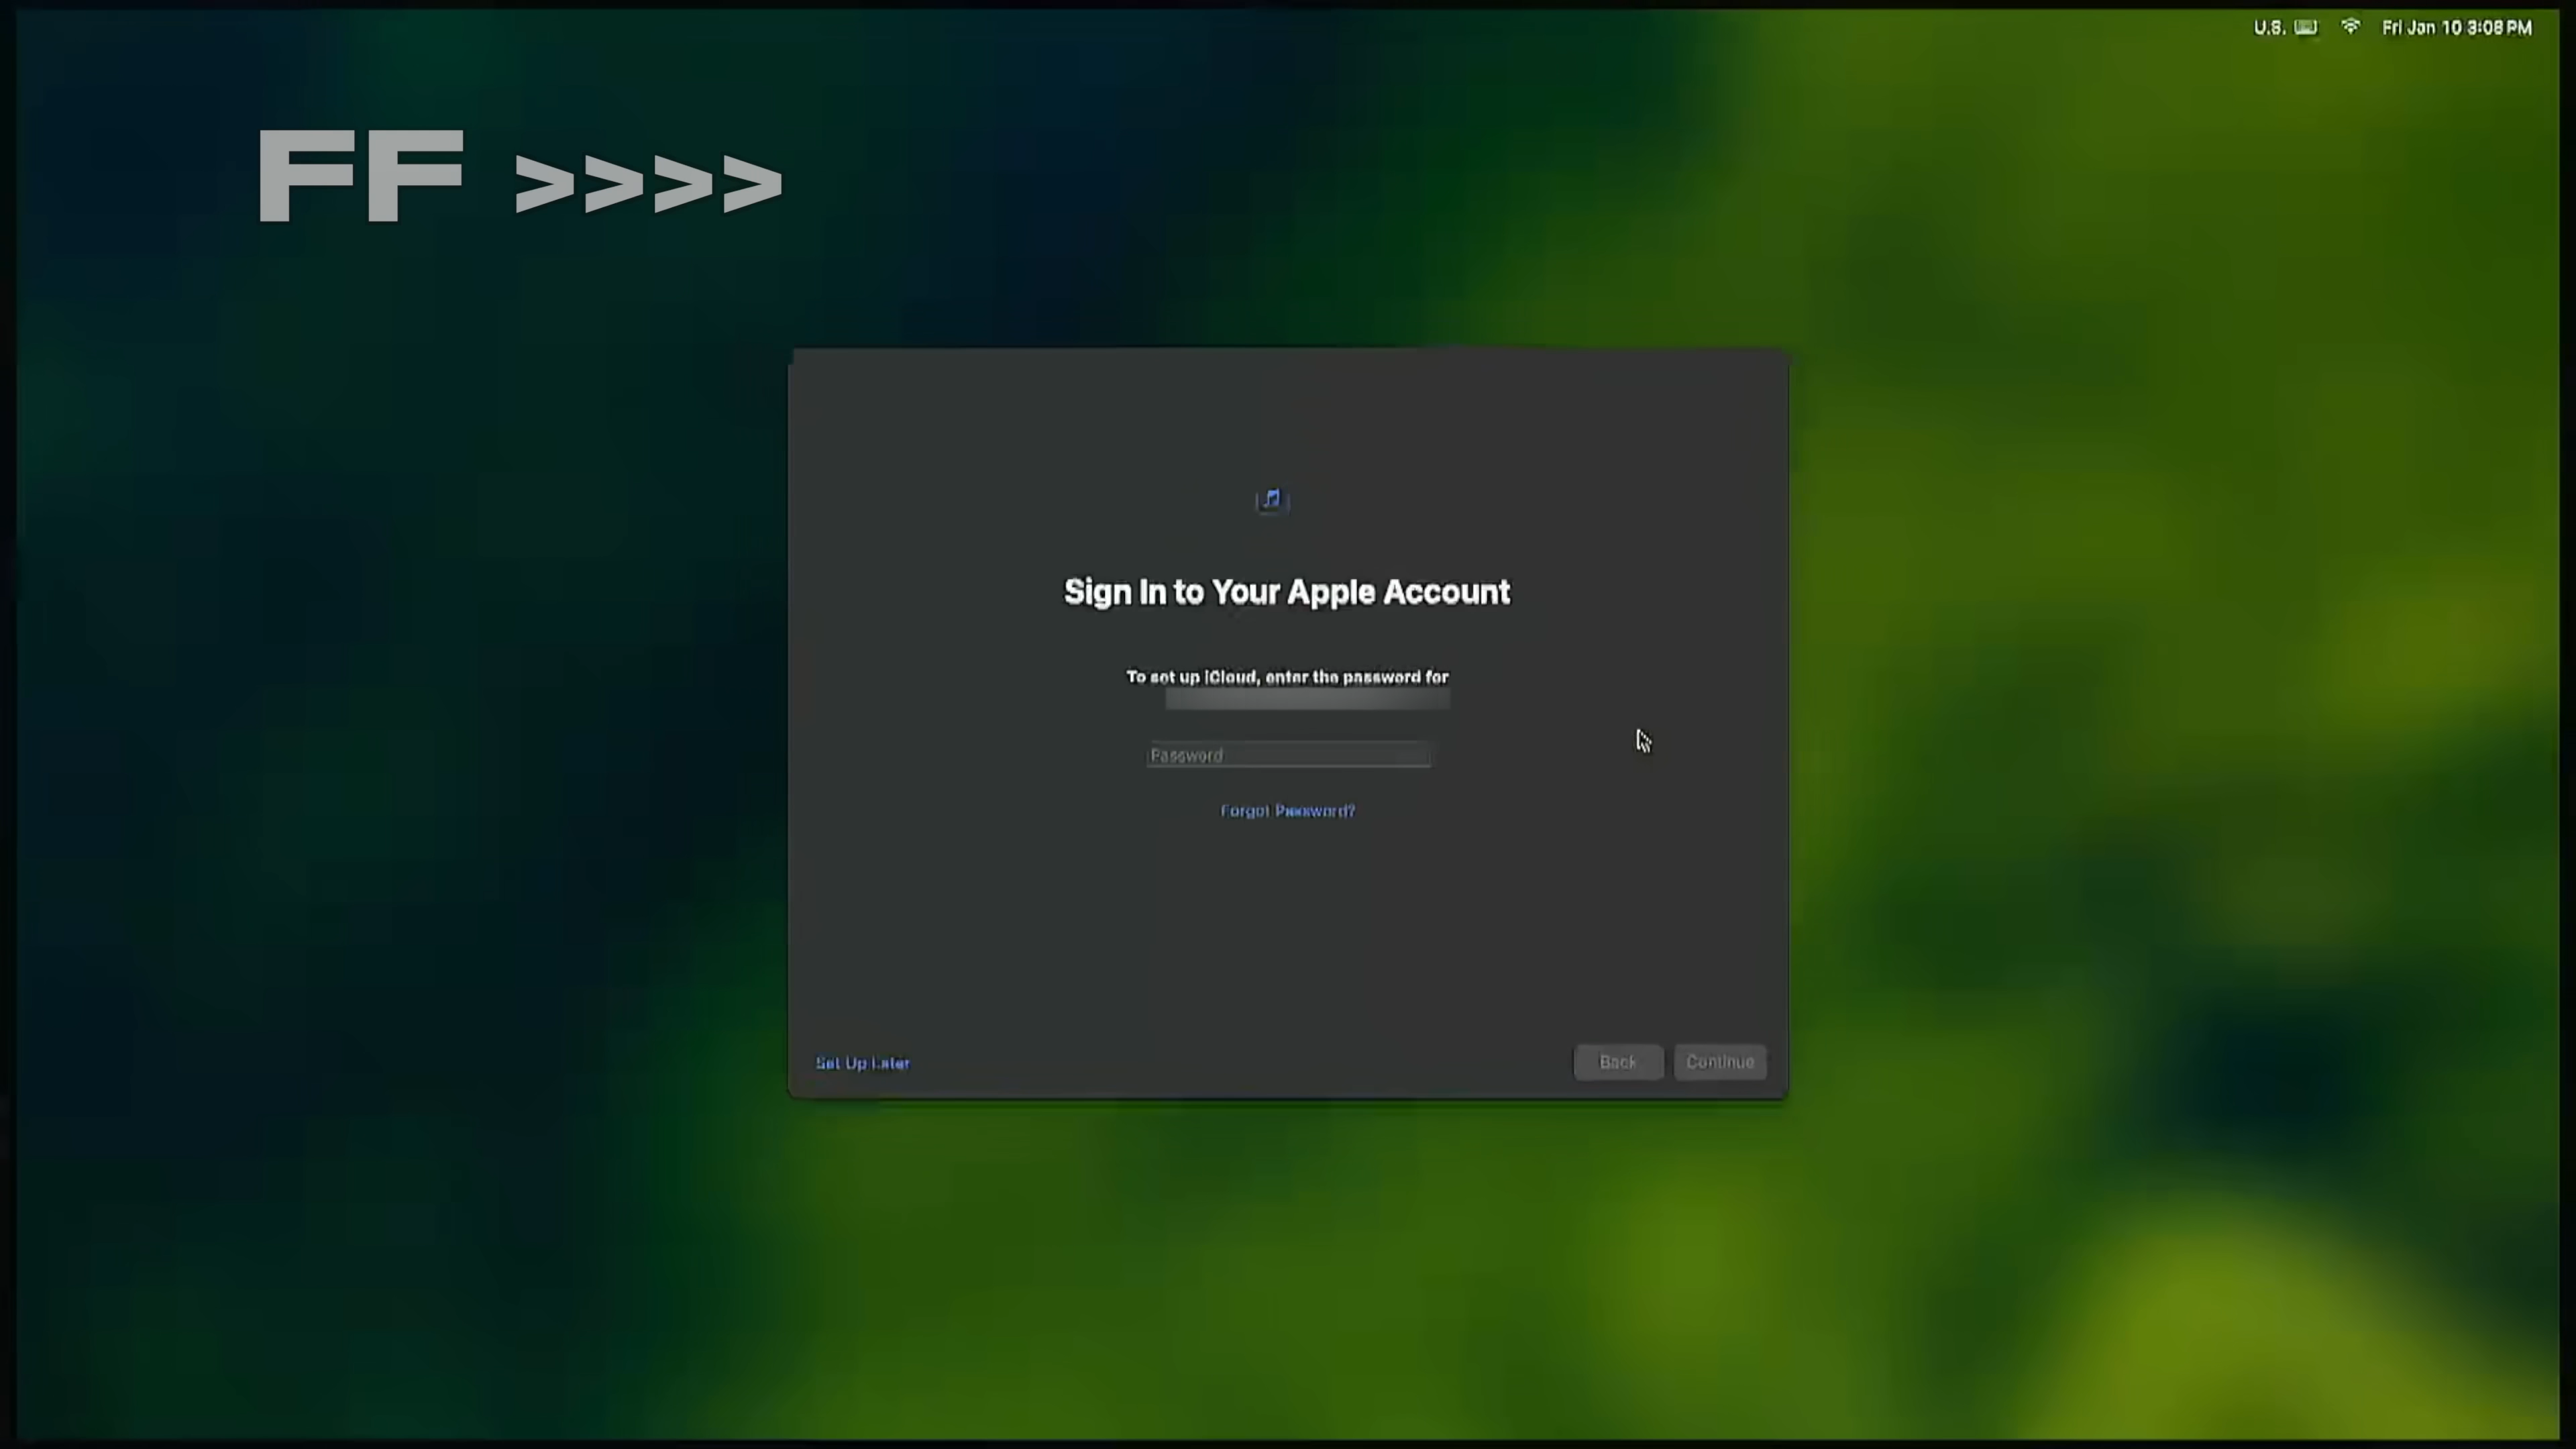 U.S. Fri Jan 10 3:08 PM
FF >>>>
Sign In to Your Apple Account
To set up iCloud, enter the password for
Password
Forgot Password?
Set Up Later
Back
Continue